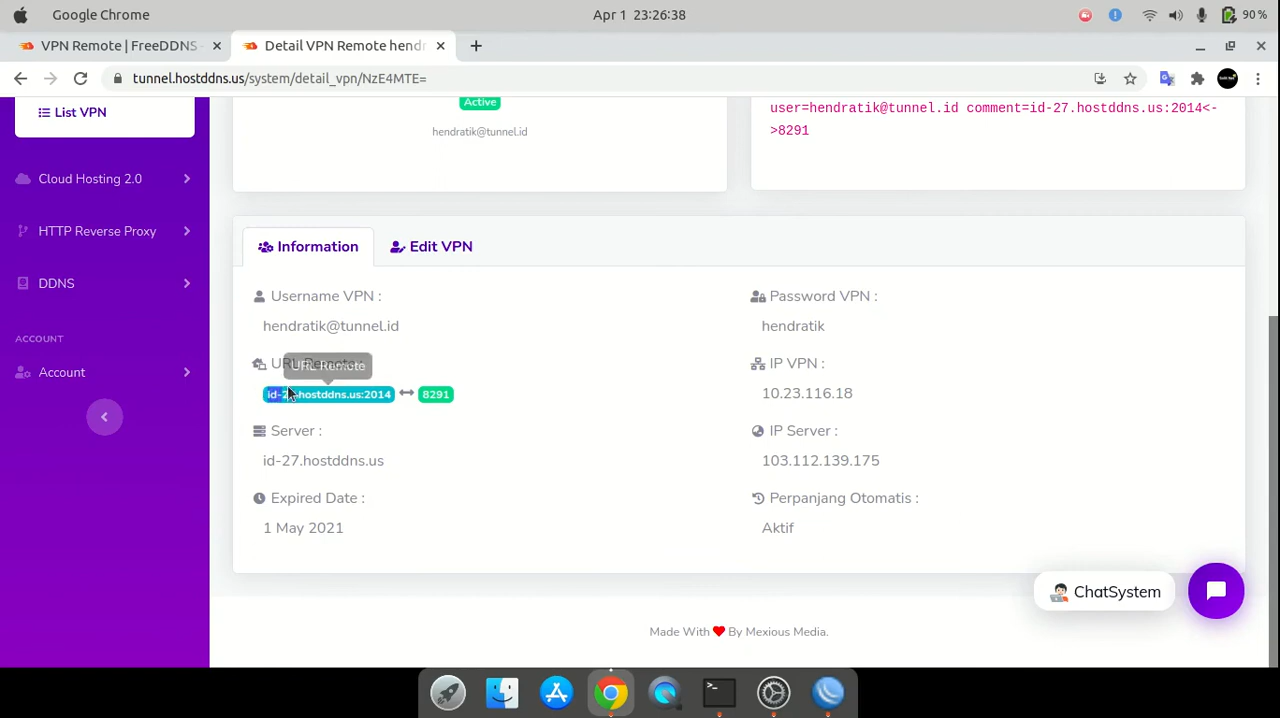 Google Chrome
Apr 1 23:26:38
90 %
VPN Remote | FreeDDNS -
Detail VPN Remote hendr
tunnel.hostddns.us/system/detail_vpn/NzE4MTE=
List VPN
Cloud Hosting 2.0
HTTP Reverse Proxy
DDNS
ACCOUNT
Account
Active
hendratik@tunnel.id
user=hendratik@tunnel.id comment=id-27.hostddns.us:2014<-
>8291
Information
Edit VPN
Username VPN :
hendratik@tunnel.id
Password VPN :
hendratik
URL Remote :
URL Remote
id-27.hostddns.us:2014
8291
IP VPN :
10.23.116.18
Server :
id-27.hostddns.us
IP Server :
103.112.139.175
Expired Date :
1 May 2021
Perpanjang Otomatis :
Aktif
ChatSystem
Made With ❤ By Mexious Media.